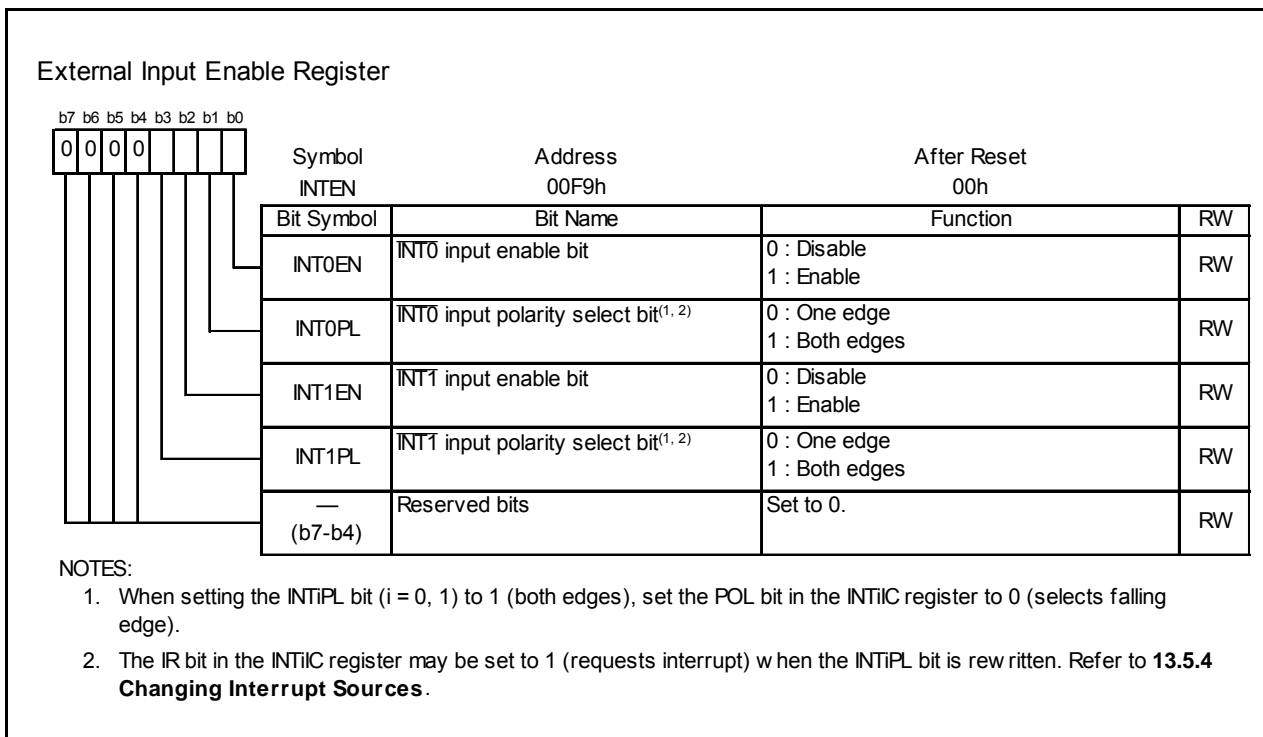 External Input Enable Register
b7 b6 b5 b4 b3 b2 b1 b0
0 0 0 0
Symbol Address After Reset
INTEN 00F9h 00h
Bit Symbol Bit Name Function RW
INT0EN INT0 input enable bit 0 : Disable
1 : Enable RW
INT0PL INT0 input polarity select bit(1, 2) 0 : One edge
1 : Both edges RW
INT1EN INT1 input enable bit 0 : Disable
1 : Enable RW
INT1PL INT1 input polarity select bit(1, 2) 0 : One edge
1 : Both edges RW
—
(b7-b4) Reserved bits Set to 0. RW
NOTES:
1. When setting the INTiPL bit (i = 0, 1) to 1 (both edges), set the POL bit in the INTiIC register to 0 (selects falling
edge).
2. The IR bit in the INTiIC register may be set to 1 (requests interrupt) when the INTiPL bit is rewritten. Refer to 13.5.4
Changing Interrupt Sources.